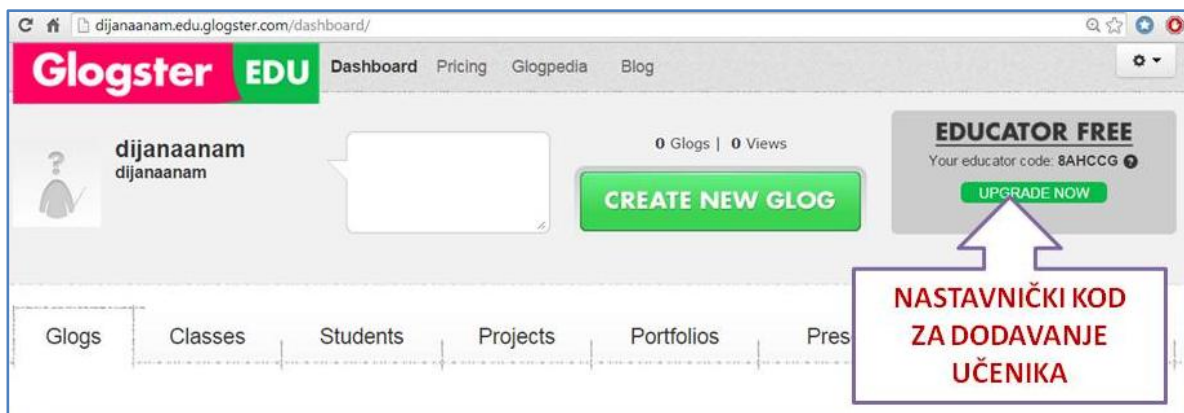 dijanaanam.edu.glogster.com/dashboard/
Glogster EDU Dashboard Pricing Glogpedia Blog
dijanaanam
dijanaanam
0 Glogs | 0 Views
CREATE NEW GLOG
EDUCATOR FREE
Your educator code: 8AHCCG ?
UPGRADE NOW
NASTAVNIČKI KOD
ZA DODAVANJE
UČENIKA
Glogs Classes Students Projects Portfolios Pres